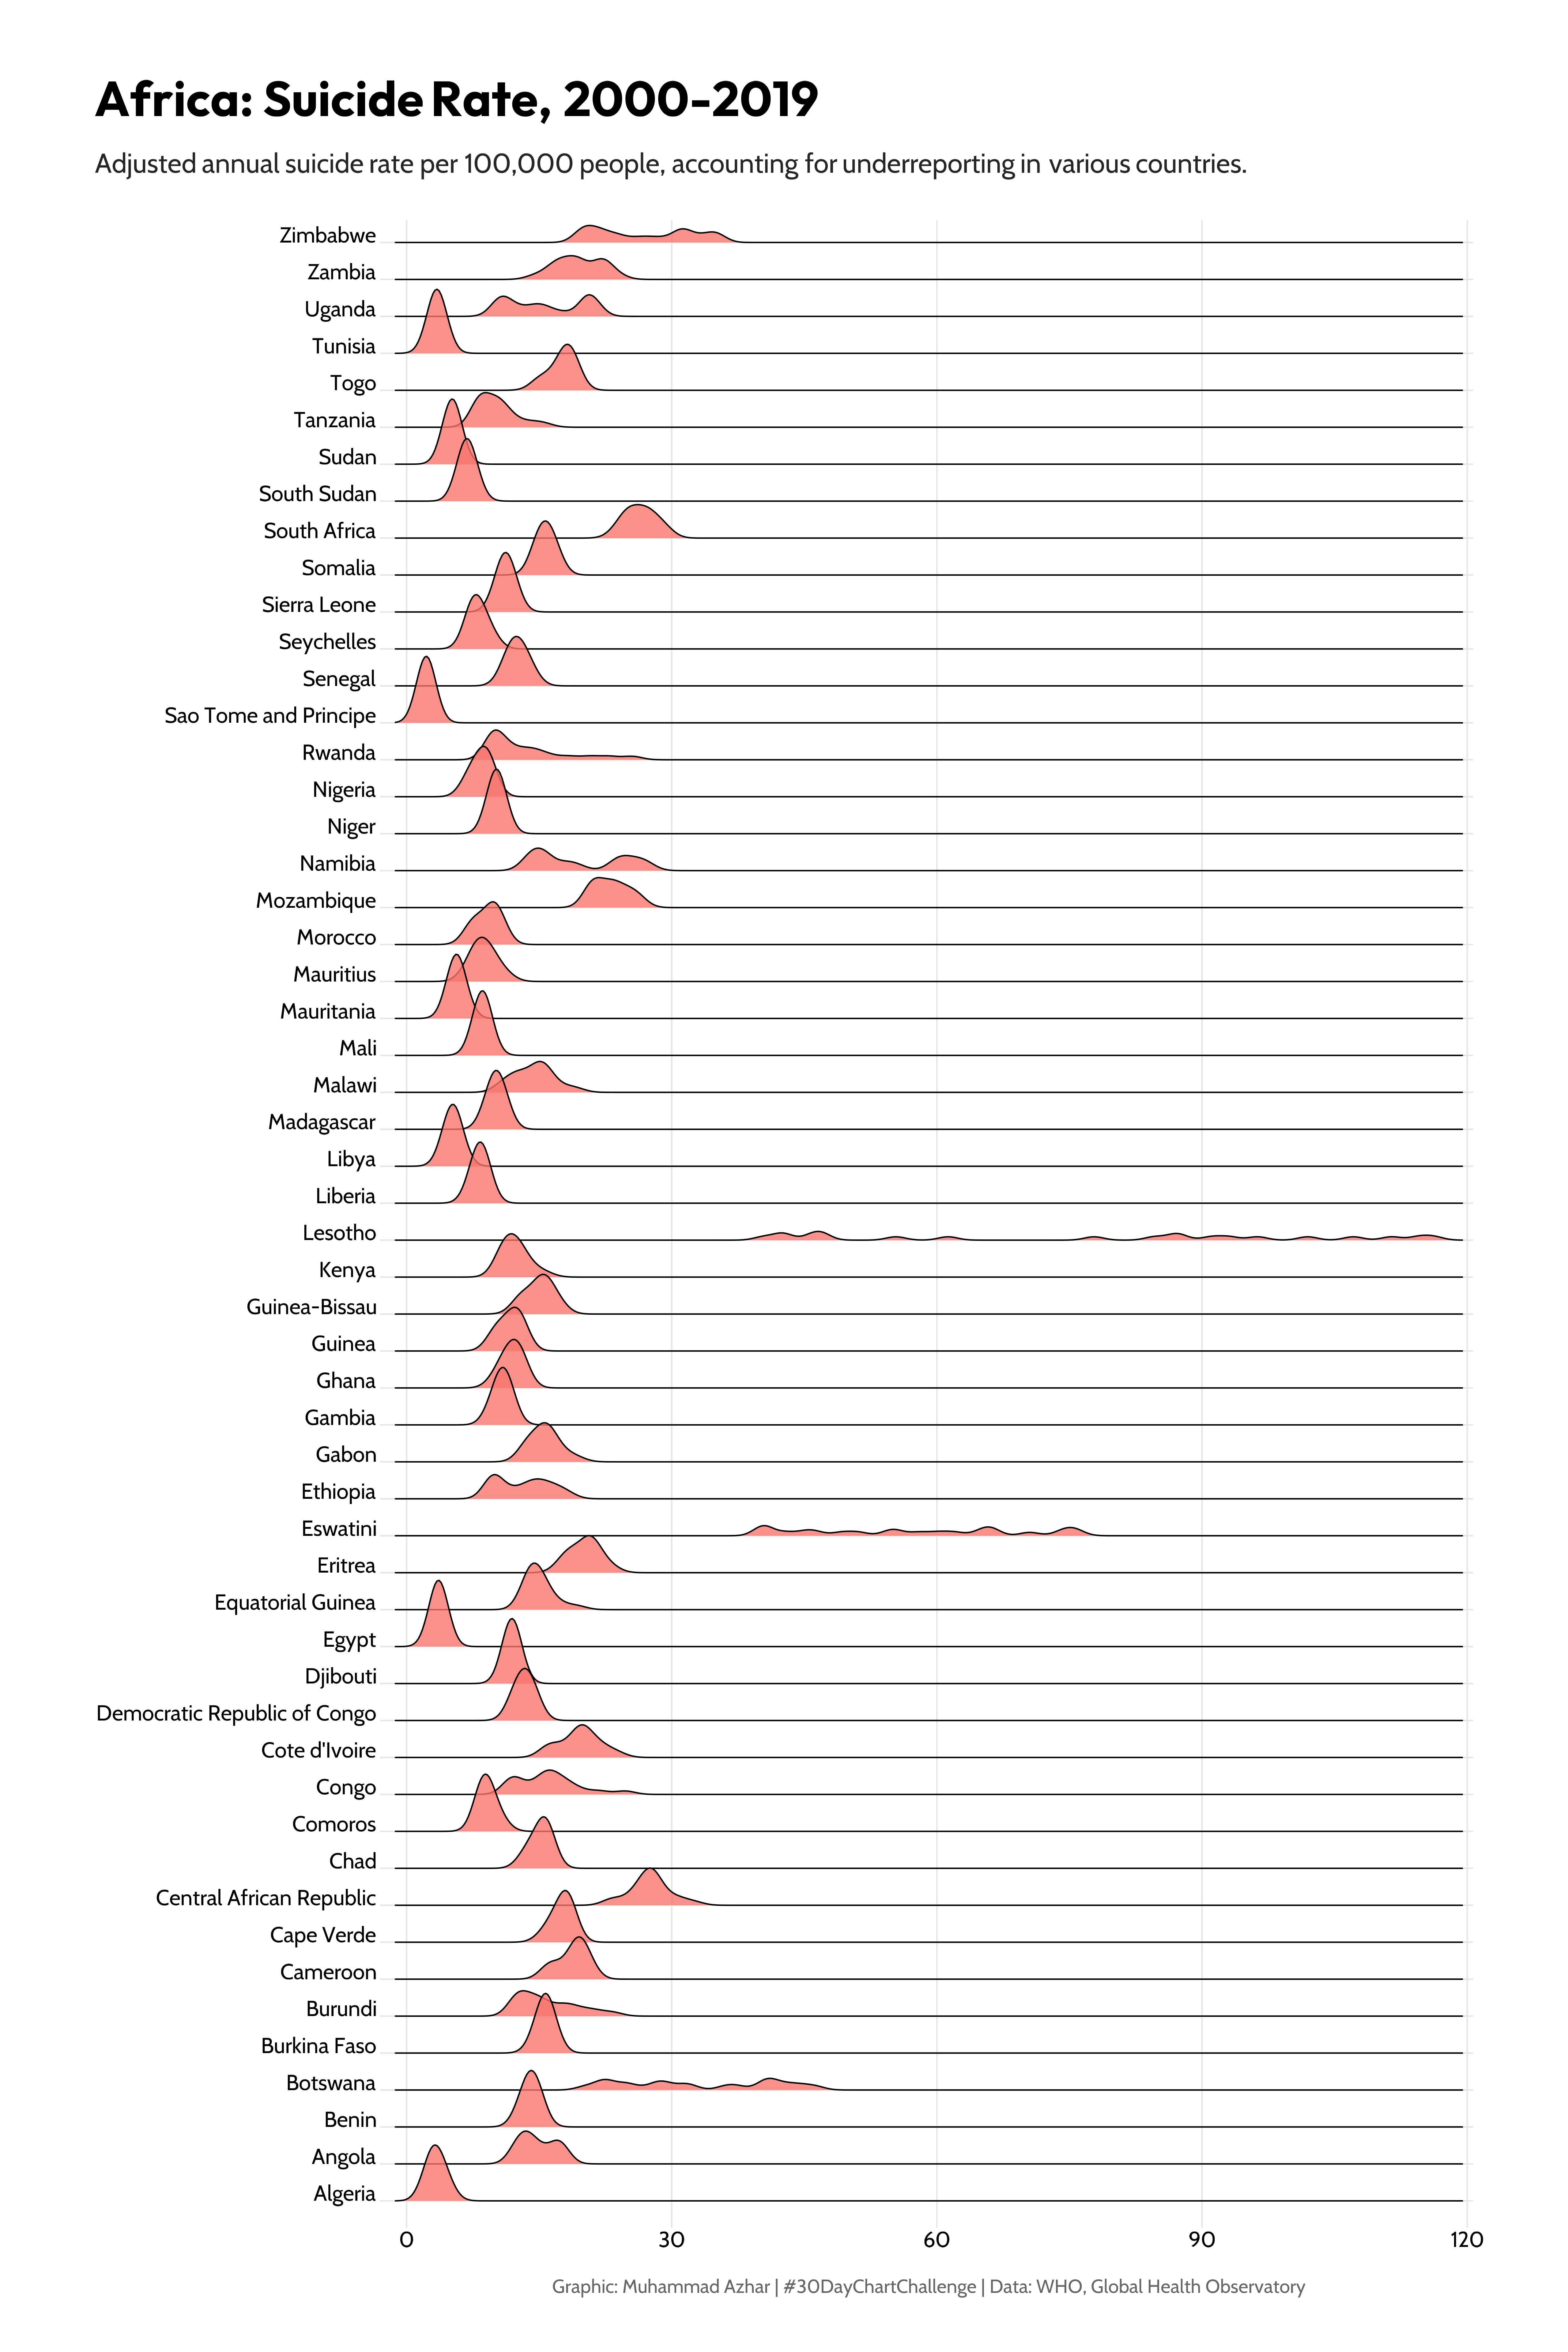 Africa: Suicide Rate, 2000-2019
Adjusted annual suicide rate per 100,000 people, accounting for underreporting in various countries.
Zimbabwe
Zambia
Uganda
Tunisia
Togo
Tanzania
Sudan
South Sudan
South Africa
Somalia
Sierra Leone
Seychelles
Senegal
Sao Tome and Principe
Rwanda
Nigeria
Niger
Namibia
Mozambique
Morocco
Mauritius
Mauritania
Mali
Malawi
Madagascar
Libya
Liberia
Lesotho
Kenya
Guinea-Bissau
Guinea
Ghana
Gambia
Gabon
Ethiopia
Eswatini
Eritrea
Equatorial Guinea
Egypt
Djibouti
Democratic Republic of Congo
Cote d'Ivoire
Congo
Comoros
Chad
Central African Republic
Cape Verde
Cameroon
Burundi
Burkina Faso
Botswana
Benin
Angola
Algeria
0 30 60 90 120
Graphic: Muhammad Azhar | #30DayChartChallenge | Data: WHO, Global Health Observatory